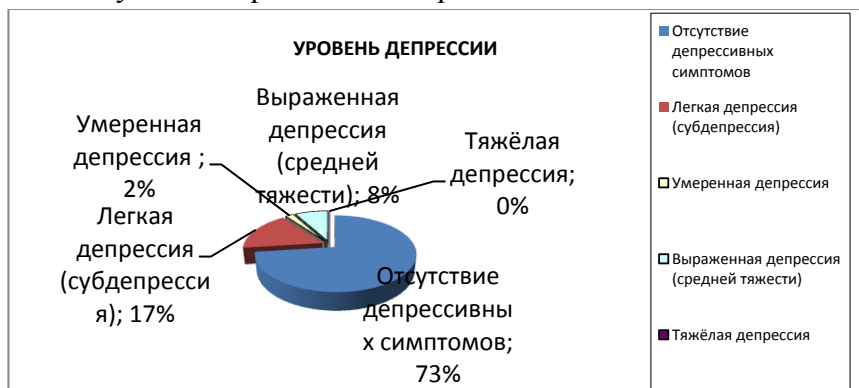 УРОВЕНЬ ДЕПРЕССИИ
Выраженная
депрессия
(средней
тяжести); 8%
Умеренная
депрессия ;
2%
Тяжёлая
депрессия;
0%
Легкая
депрессия
(субдепресси
я); 17%
Отсутствие
депрессивны
х симптомов;
73%
Отсутствие
депрессивных
симптомов
Легкая депрессия
(субдепрессия)
Умеренная депрессия
Выраженная депрессия
(средней тяжести)
Тяжёлая депрессия